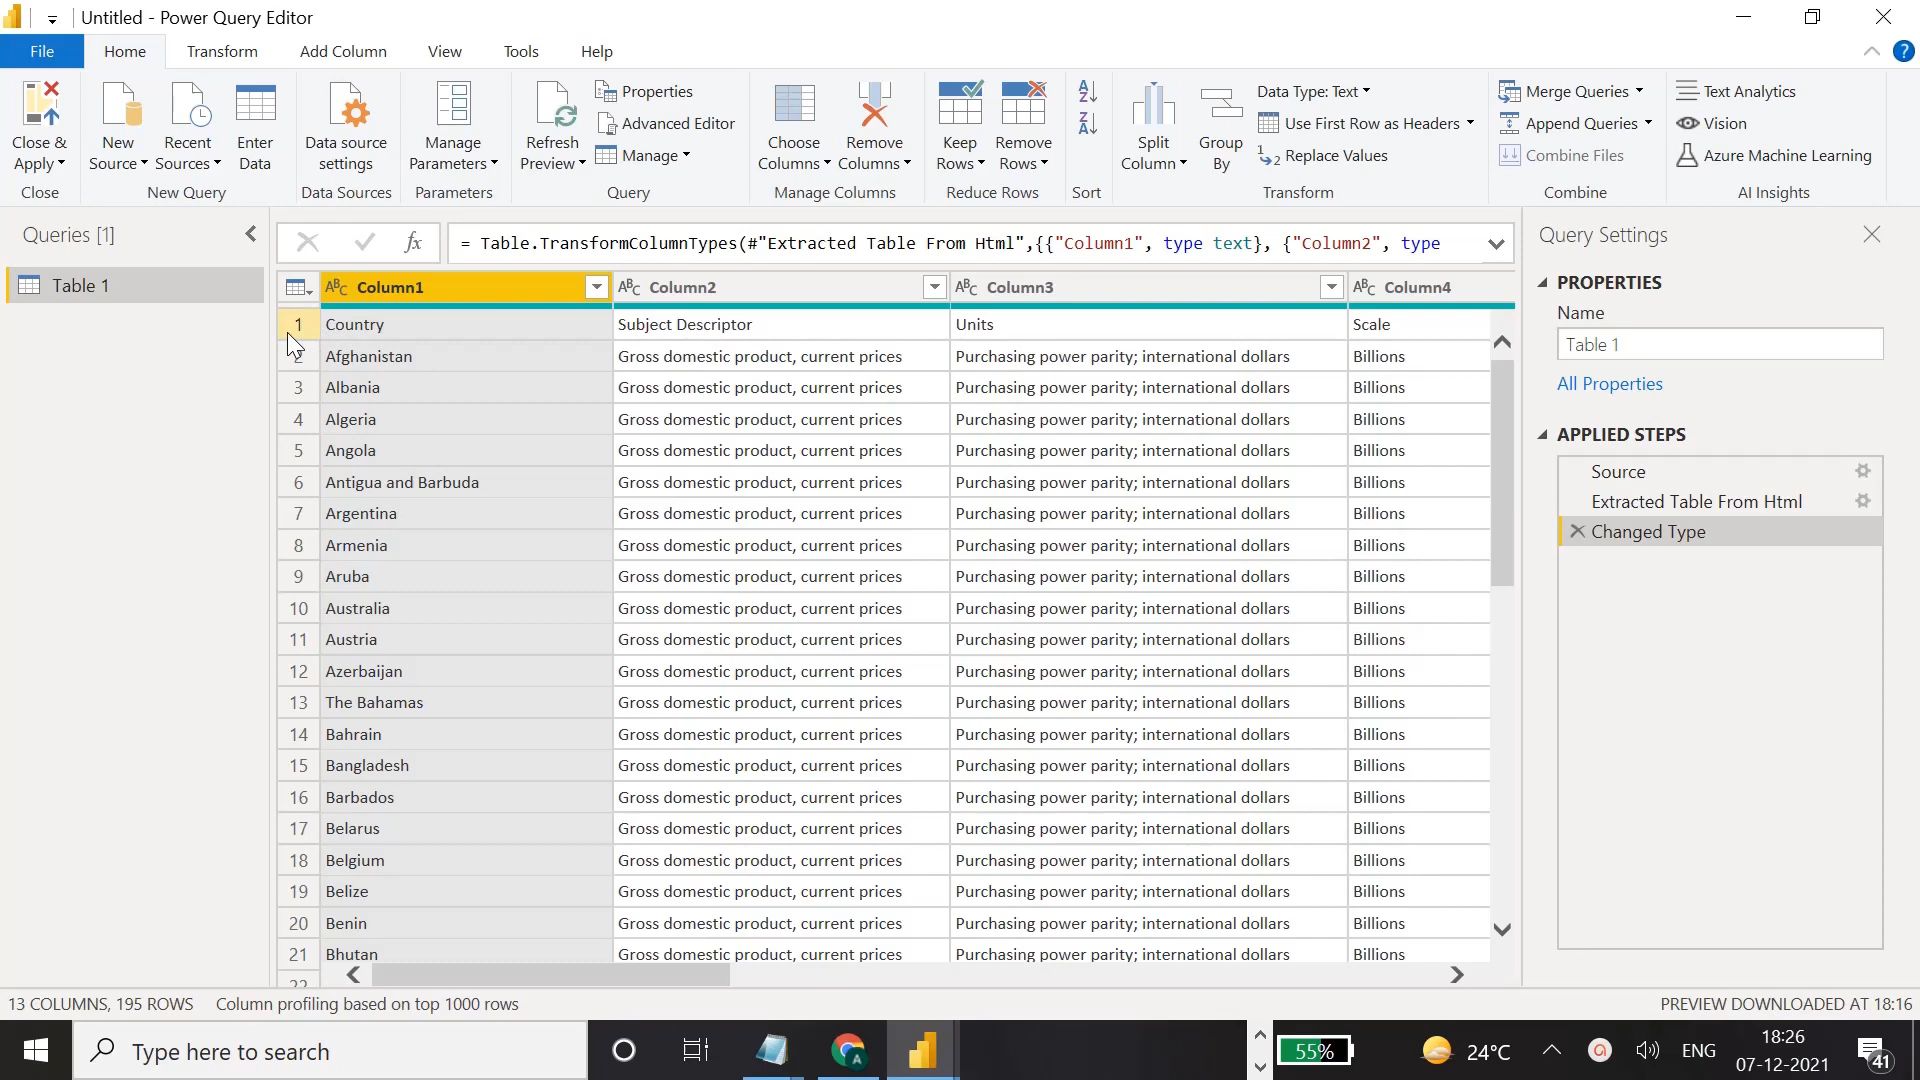 Untitled - Power Query Editor
File Home Transform Add Column View Tools Help
Close & Apply
New Source
Recent Sources
Enter Data
Data source settings
Manage Parameters
Refresh Preview
Properties
Advanced Editor
Manage
Choose Columns
Remove Columns
Keep Rows
Remove Rows
Split Column
Group By
Data Type: Text
Use First Row as Headers
Replace Values
Merge Queries
Append Queries
Combine Files
Text Analytics
Vision
Azure Machine Learning
Close New Query Data Sources Parameters Query Manage Columns Reduce Rows Sort Transform Combine AI Insights
Queries [1]
Table 1
fx = Table.TransformColumnTypes(#"Extracted Table From Html",{{"Column1", type text}, {"Column2", type
ABC Column1 ABC Column2 ABC Column3 ABC Column4
1 Country Subject Descriptor Units Scale
2 Afghanistan Gross domestic product, current prices Purchasing power parity; international dollars Billions
3 Albania Gross domestic product, current prices Purchasing power parity; international dollars Billions
4 Algeria Gross domestic product, current prices Purchasing power parity; international dollars Billions
5 Angola Gross domestic product, current prices Purchasing power parity; international dollars Billions
6 Antigua and Barbuda Gross domestic product, current prices Purchasing power parity; international dollars Billions
7 Argentina Gross domestic product, current prices Purchasing power parity; international dollars Billions
8 Armenia Gross domestic product, current prices Purchasing power parity; international dollars Billions
9 Aruba Gross domestic product, current prices Purchasing power parity; international dollars Billions
10 Australia Gross domestic product, current prices Purchasing power parity; international dollars Billions
11 Austria Gross domestic product, current prices Purchasing power parity; international dollars Billions
12 Azerbaijan Gross domestic product, current prices Purchasing power parity; international dollars Billions
13 The Bahamas Gross domestic product, current prices Purchasing power parity; international dollars Billions
14 Bahrain Gross domestic product, current prices Purchasing power parity; international dollars Billions
15 Bangladesh Gross domestic product, current prices Purchasing power parity; international dollars Billions
16 Barbados Gross domestic product, current prices Purchasing power parity; international dollars Billions
17 Belarus Gross domestic product, current prices Purchasing power parity; international dollars Billions
18 Belgium Gross domestic product, current prices Purchasing power parity; international dollars Billions
19 Belize Gross domestic product, current prices Purchasing power parity; international dollars Billions
20 Benin Gross domestic product, current prices Purchasing power parity; international dollars Billions
21 Bhutan Gross domestic product, current prices Purchasing power parity; international dollars Billions
22
Query Settings
PROPERTIES
Name
Table 1
All Properties
APPLIED STEPS
Source
Extracted Table From Html
Changed Type
13 COLUMNS, 195 ROWS Column profiling based on top 1000 rows PREVIEW DOWNLOADED AT 18:16
Type here to search
55%
24°C
ENG
18:26
07-12-2021
41